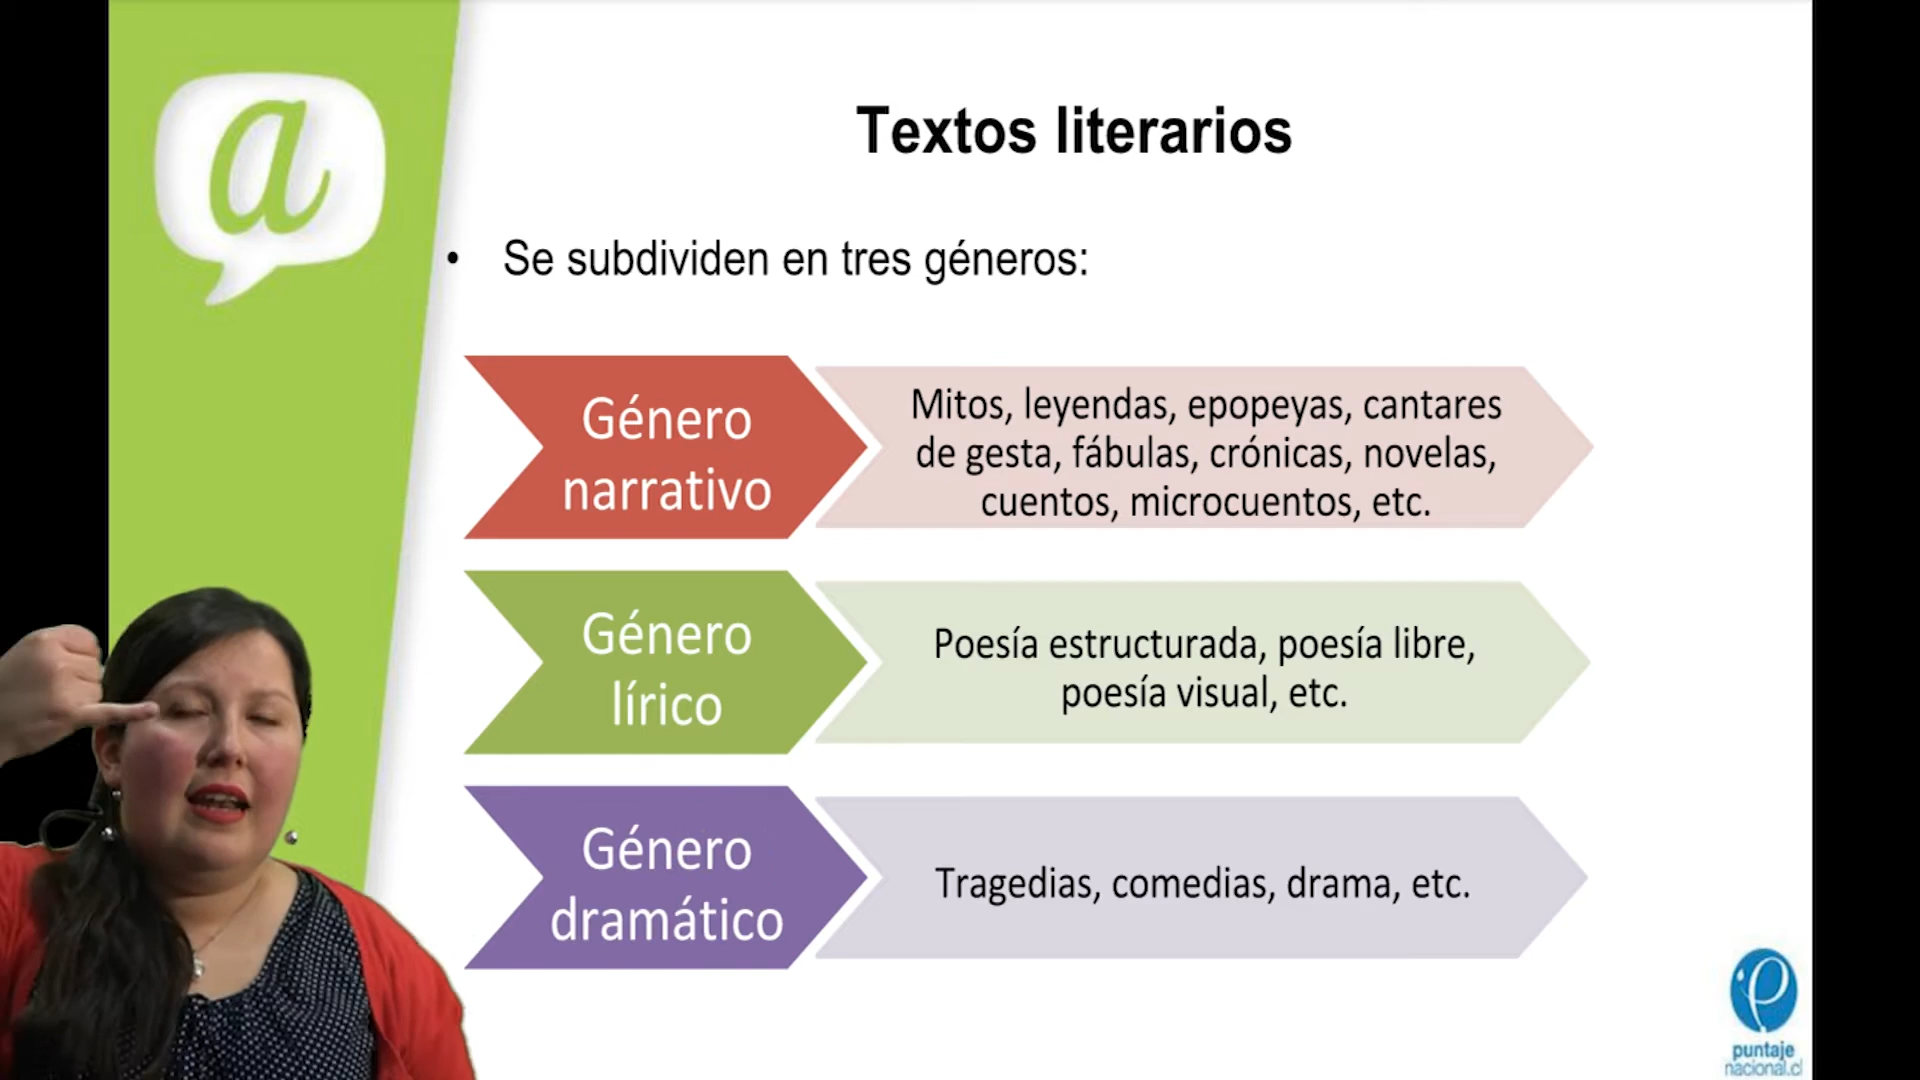 a
Textos literarios
• Se subdividen en tres géneros:
Género
narrativo
Mitos, leyendas, epopeyas, cantares
de gesta, fábulas, crónicas, novelas,
cuentos, microcuentos, etc.
Género
lírico
Poesía estructurada, poesía libre,
poesía visual, etc.
Género
dramático
Tragedias, comedias, drama, etc.
puntaje
nacional.cl